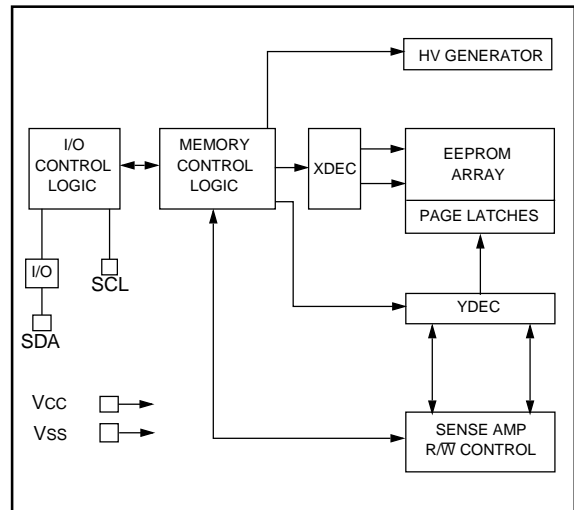 HV GENERATOR
I/O
CONTROL
LOGIC
MEMORY
CONTROL
LOGIC
XDEC
EEPROM
ARRAY
PAGE LATCHES
I/O
SCL
SDA
YDEC
VCC
VSS
SENSE AMP
R/W̅ CONTROL